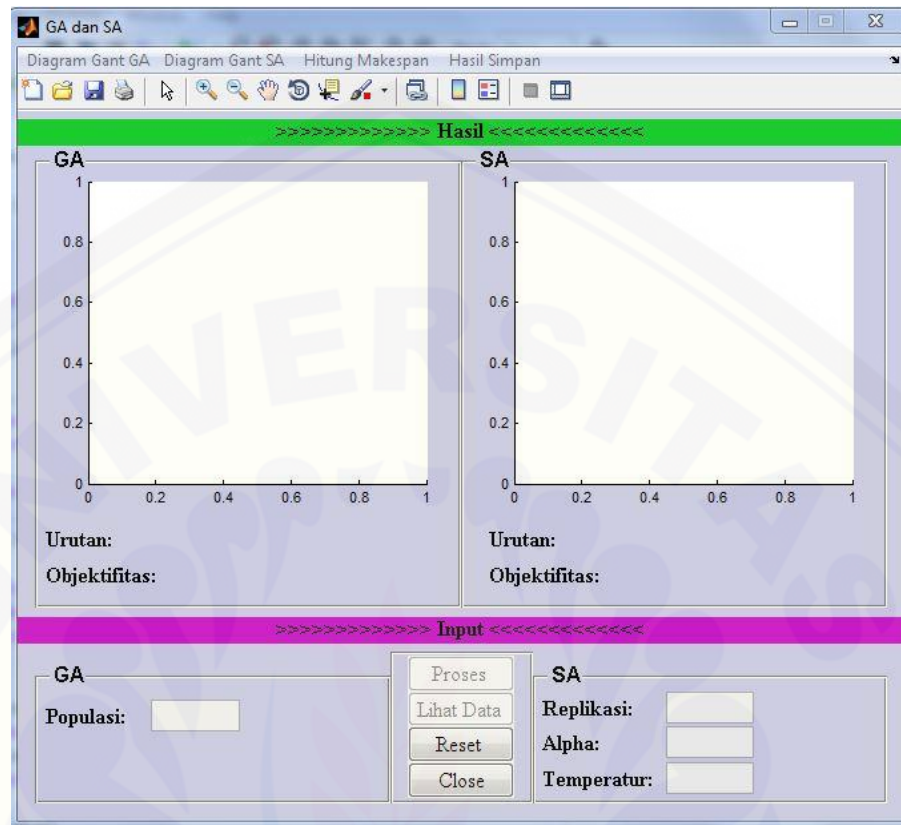 GA dan SA
Diagram Gant GA Diagram Gant SA Hitung Makespan Hasil Simpan
>>>>>>>>>>>>> Hasil <<<<<<<<<<<<<
GA
1
0.8
0.6
0.4
0.2
0
0 0.2 0.4 0.6 0.8 1
Urutan:
Objektifitas:
SA
1
0.8
0.6
0.4
0.2
0
0 0.2 0.4 0.6 0.8 1
Urutan:
Objektifitas:
>>>>>>>>>>>>> Input <<<<<<<<<<<<<
GA
Populasi:
Proses
Lihat Data
Reset
Close
SA
Replikasi:
Alpha:
Temperatur:
UNIVERSITAS